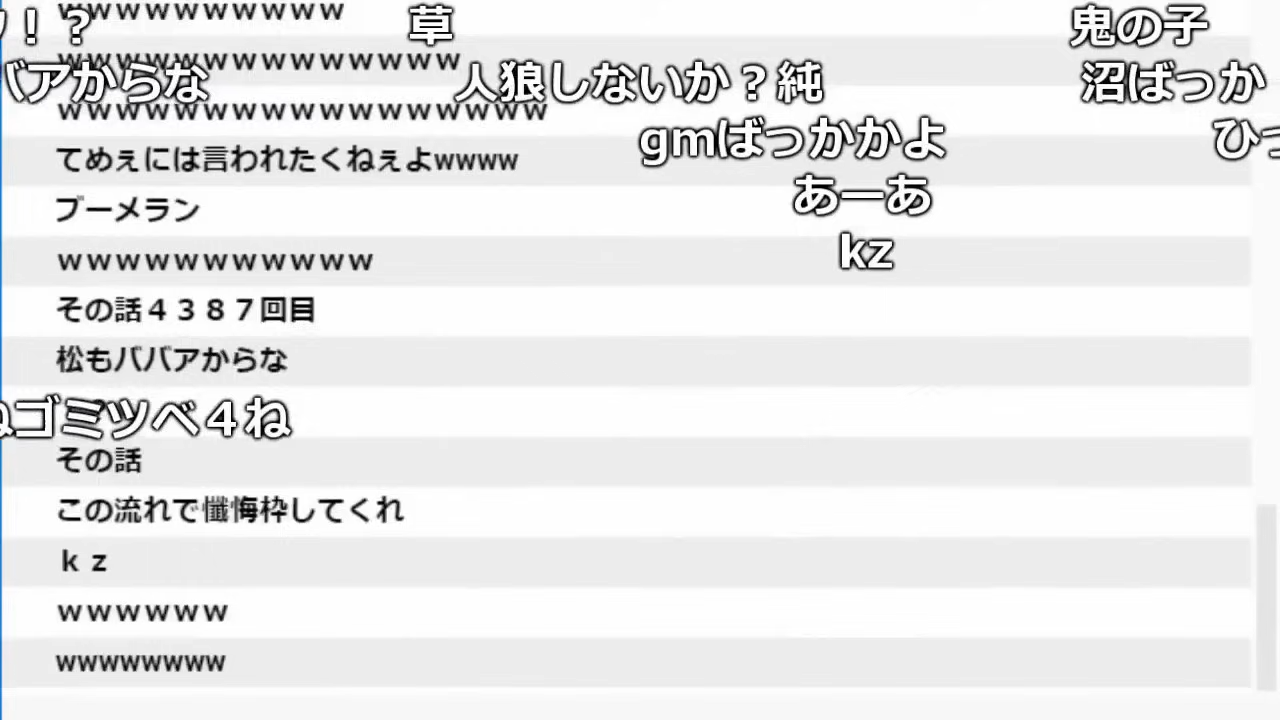 ｗｗｗｗｗｗｗｗｗｗ
！？
草
鬼の子
ｗｗｗｗｗｗｗｗｗｗｗｗｗｗ
バアからな
人狼しないか？純
沼ばっか
ｗｗｗｗｗｗｗｗｗｗｗｗｗｗｗｗｗ
gmばっかかよ
ひっ
てめぇには言われたくねぇよwwww
ブーメラン
あーあ
ｗｗｗｗｗｗｗｗｗｗｗ
kz
その話４３８７回目
松もババアからな
ねゴミツベ４ね
その話
この流れで懺悔枠してくれ
ｋｚ
ｗｗｗｗｗｗ
wwwwwwww